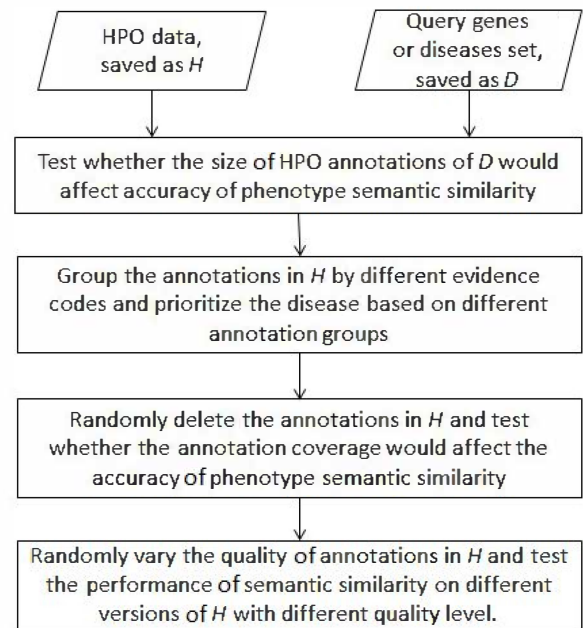 HPO data,
saved as H
Query genes
or diseases set,
saved as D
Test whether the size of HPO annotations of D would
affect accuracy of phenotype semantic similarity
Group the annotations in H by different evidence
codes and prioritize the disease based on different
annotation groups
Randomly delete the annotations in H and test
whether the annotation coverage would affect the
accuracy of phenotype semantic similarity
Randomly vary the quality of annotations in H and test
the performance of semantic similarity on different
versions of H with different quality level.